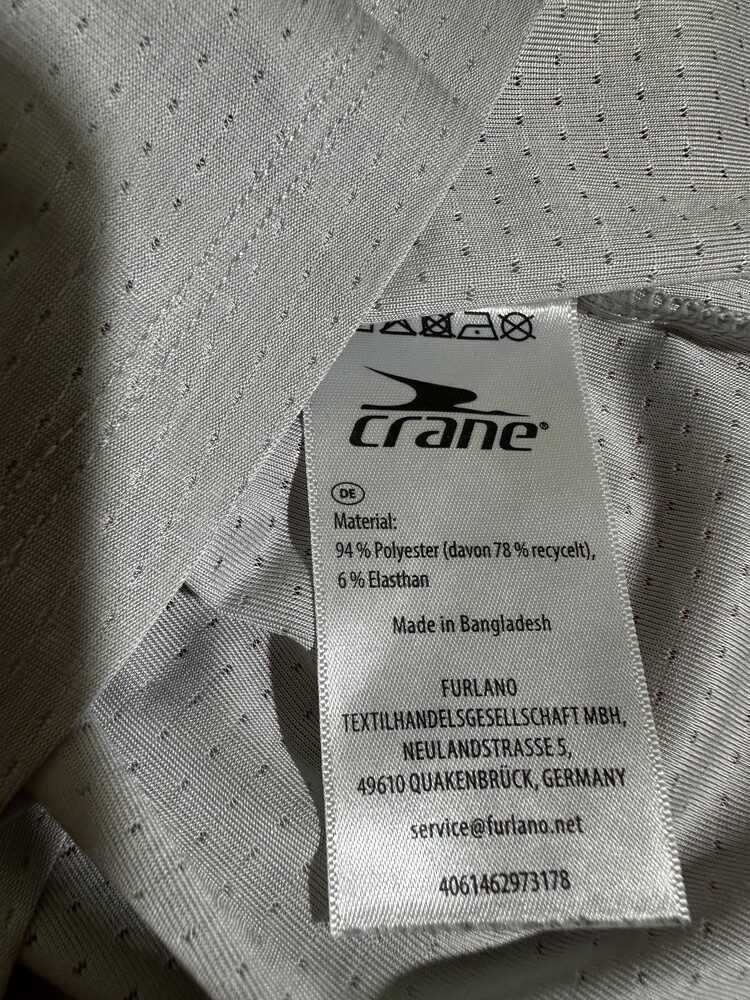 crane®
DE
Material:
94 % Polyester (davon 78 % recycelt),
6 % Elasthan
Made in Bangladesh
FURLANO
TEXTILHANDELSGESELLSCHAFT MBH,
NEULANDSTRASSE 5,
49610 QUAKENBRÜCK, GERMANY
service@furlano.net
4061462973178